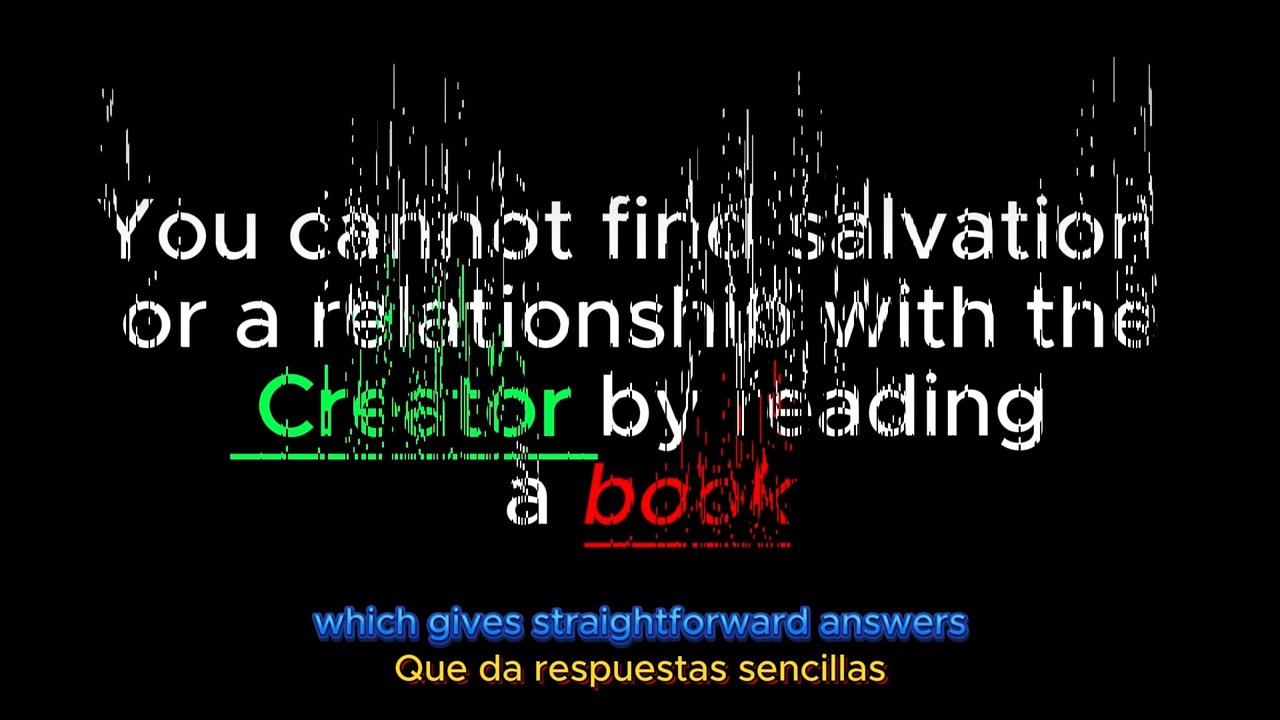 You cannot find salvation
or a relationship with the
Creator by reading
a book
which gives straightforward answers
Que da respuestas sencillas